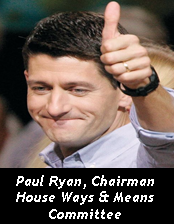 Paul Ryan, Chairman
House Ways & Means
Committee